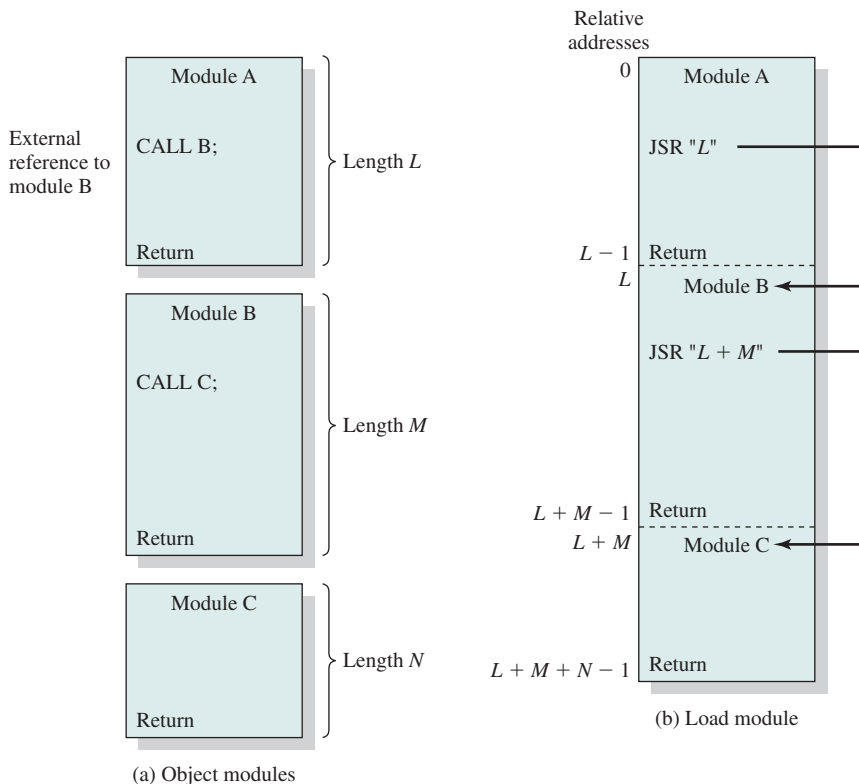 Module A
External
reference to
module B
CALL B;
Length L
Return
Module B
CALL C;
Length M
Return
Module C
Length N
Return
(a) Object modules
Relative
addresses
0
Module A
JSR "L"
L − 1
Return
L
Module B
JSR "L + M"
L + M − 1
Return
L + M
Module C
L + M + N − 1
Return
(b) Load module